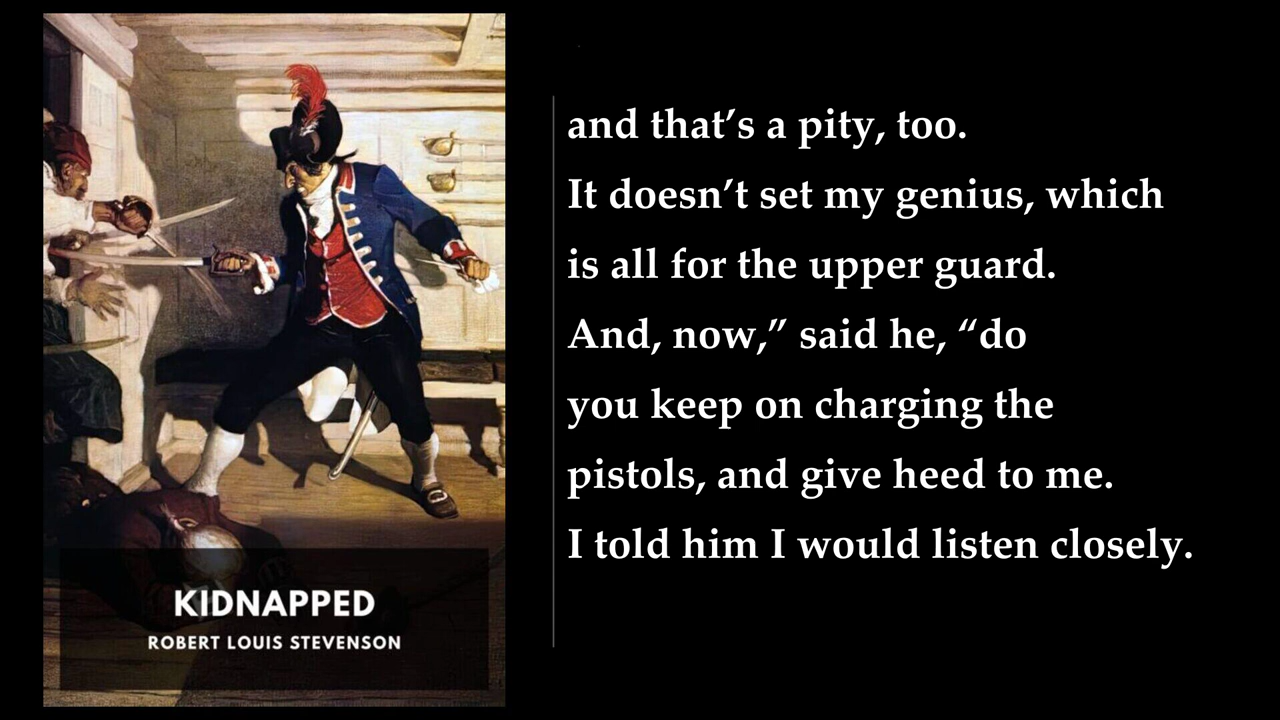 KIDNAPPED
ROBERT LOUIS STEVENSON
and that’s a pity, too.
It doesn’t set my genius, which
is all for the upper guard.
And, now,” said he, “do
you keep on charging the
pistols, and give heed to me.
I told him I would listen closely.